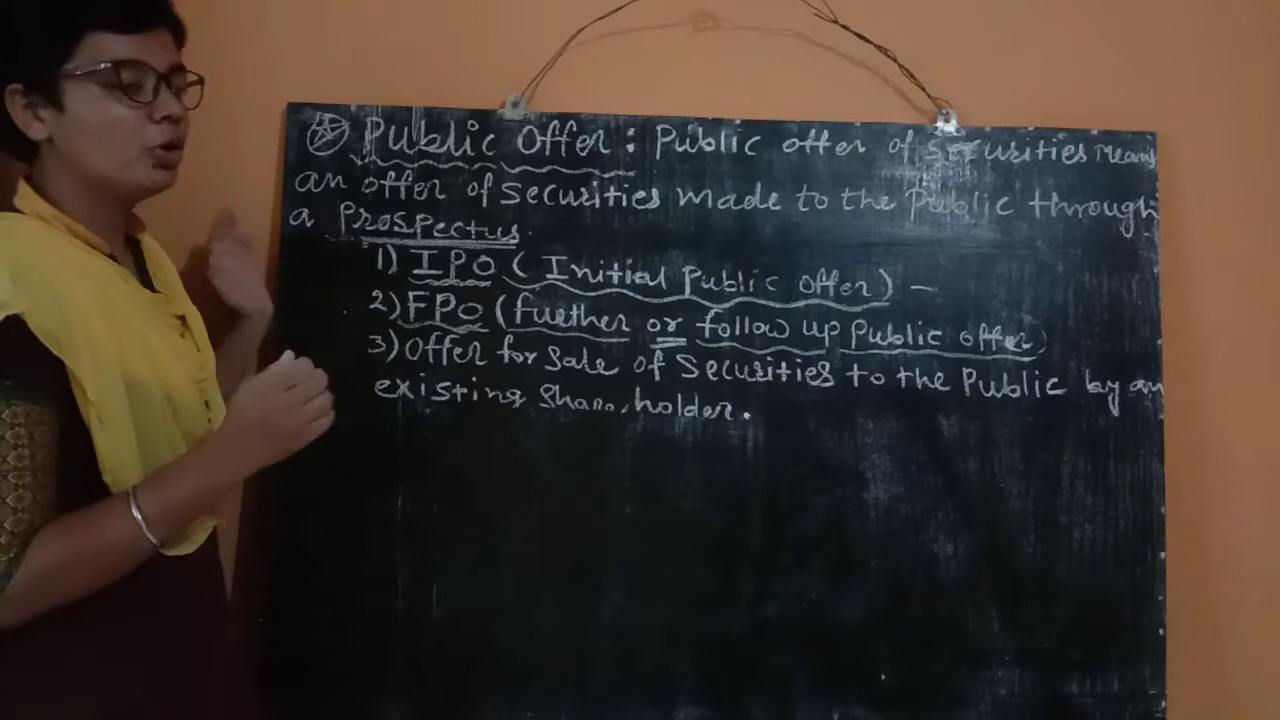 Public Offer : Public offer of securities means
an offer of securities made to the public through
a Prospectus.
1) IPO (Initial Public offer) -
2) FPO (further or follow up Public offer)
3) Offer for sale of Securities to the Public by an
existing Shareholder.